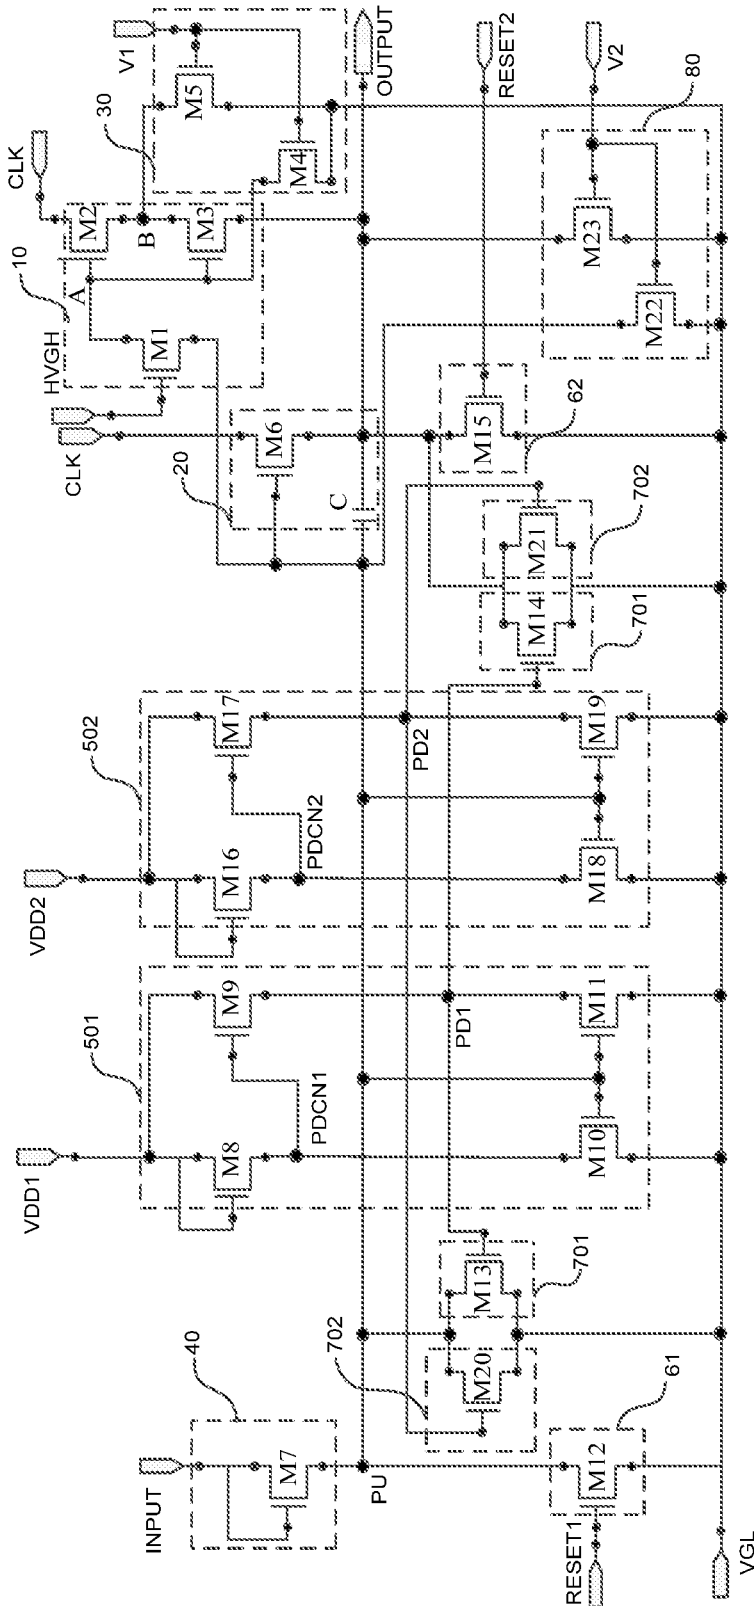 INPUT
VDD1
VDD2
CLK
HVGH
CLK
V1
40
501
502
20
10
30
M7
M8
M9
M16
M17
M6
M1
A
M2
B
M3
M5
M4
PDCN1
PDCN2
C
PU
OUTPUT
PD1
PD2
702
M20
M13
701
RESET2
M14
M21
M15
701
702
62
61
M12
RESET1
M10
M11
M18
M19
M22
M23
V2
80
VGL